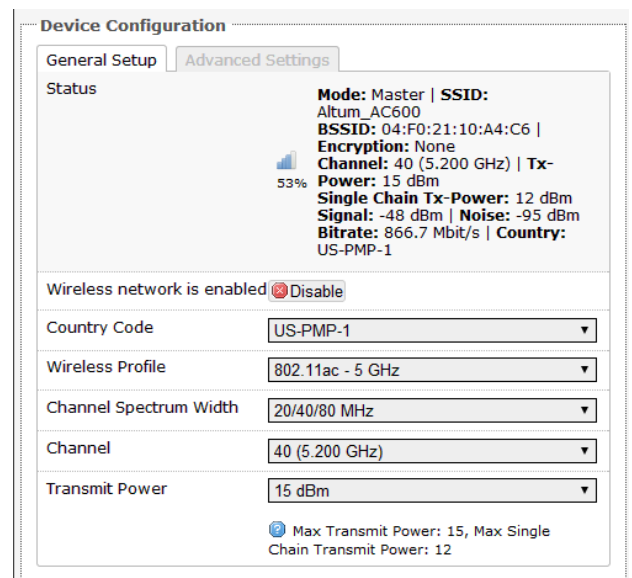 Device Configuration
General Setup
Advanced Settings
Status
Mode: Master | SSID:
Altum_AC600
BSSID: 04:F0:21:10:A4:C6 |
Encryption: None
Channel: 40 (5.200 GHz) | Tx-
Power: 15 dBm
Single Chain Tx-Power: 12 dBm
Signal: -48 dBm | Noise: -95 dBm
Bitrate: 866.7 Mbit/s | Country:
US-PMP-1
53%
Wireless network is enabled Disable
Country Code US-PMP-1
Wireless Profile 802.11ac - 5 GHz
Channel Spectrum Width 20/40/80 MHz
Channel 40 (5.200 GHz)
Transmit Power 15 dBm
Max Transmit Power: 15, Max Single
Chain Transmit Power: 12